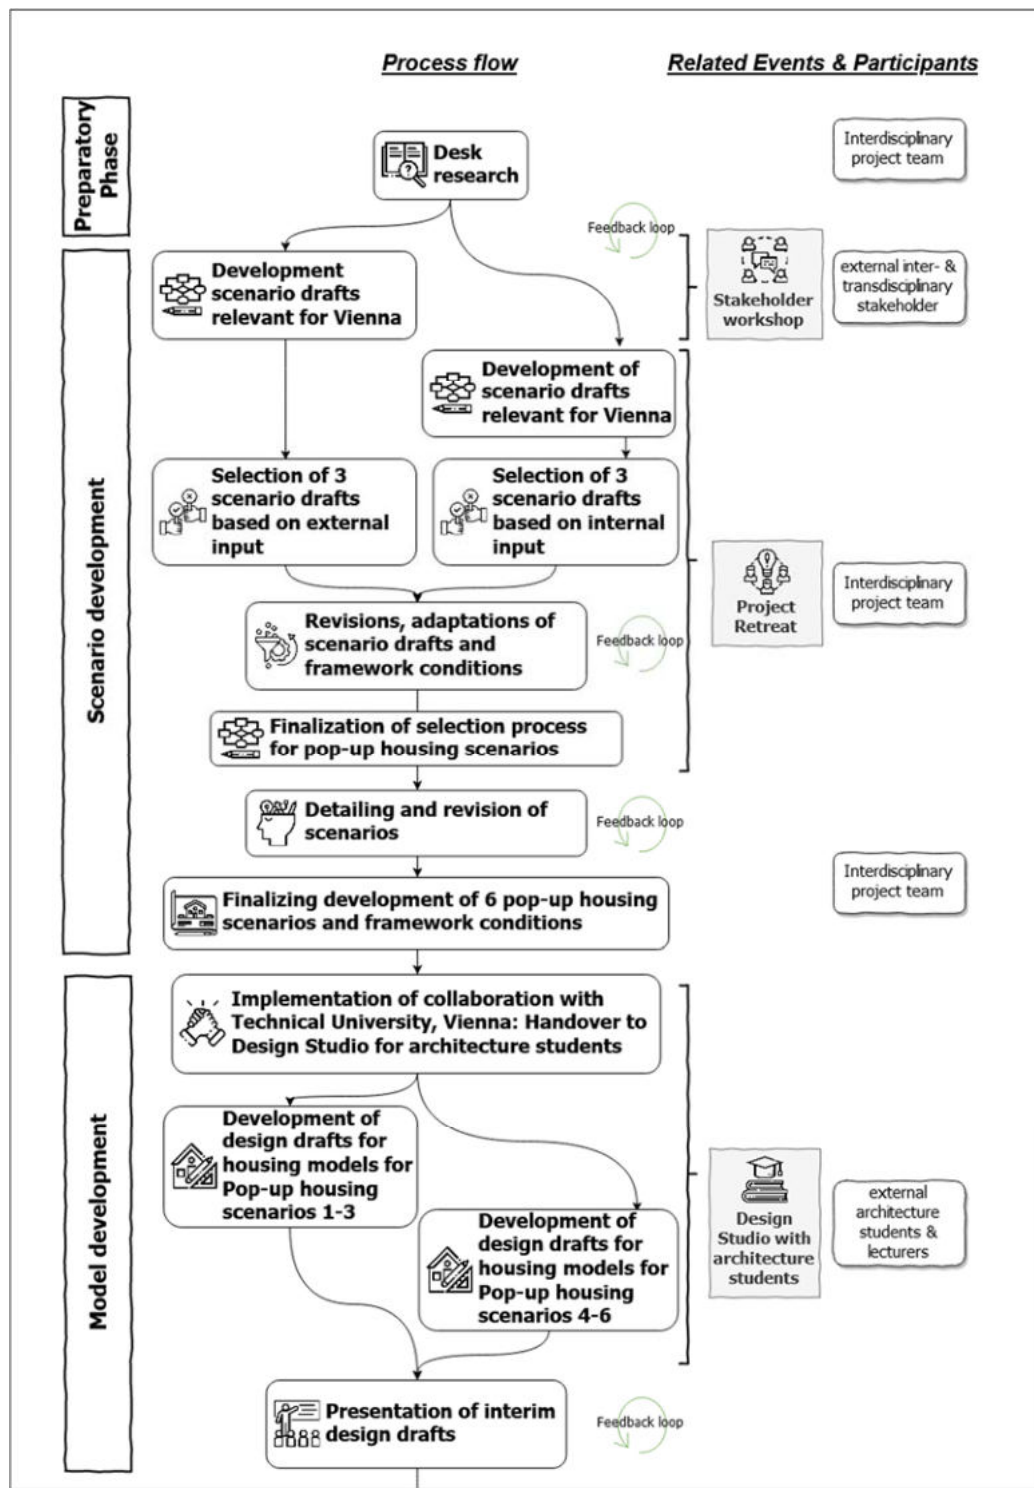 Process flow
Related Events & Participants
Preparatory
Phase
Desk
research
Interdisciplinary
project team
Feedback loop
Scenario development
Development
scenario drafts
relevant for Vienna
Stakeholder
workshop
external inter- &
transdisciplinary
stakeholder
Development of
scenario drafts
relevant for Vienna
Selection of 3
scenario drafts
based on external
input
Selection of 3
scenario drafts
based on internal
input
Project
Retreat
Interdisciplinary
project team
Revisions, adaptations of
scenario drafts and
framework conditions
Feedback loop
Finalization of selection process
for pop-up housing scenarios
Detailing and revision of
scenarios
Feedback loop
Interdisciplinary
project team
Finalizing development of 6 pop-up housing
scenarios and framework conditions
Model development
Implementation of collaboration with
Technical University, Vienna: Handover to
Design Studio for architecture students
Development of
design drafts for
housing models for
Pop-up housing
scenarios 1-3
Development of
design drafts for
housing models for
Pop-up housing
scenarios 4-6
Design
Studio with
architecture
students
external
architecture
students &
lecturers
Presentation of interim
design drafts
Feedback loop